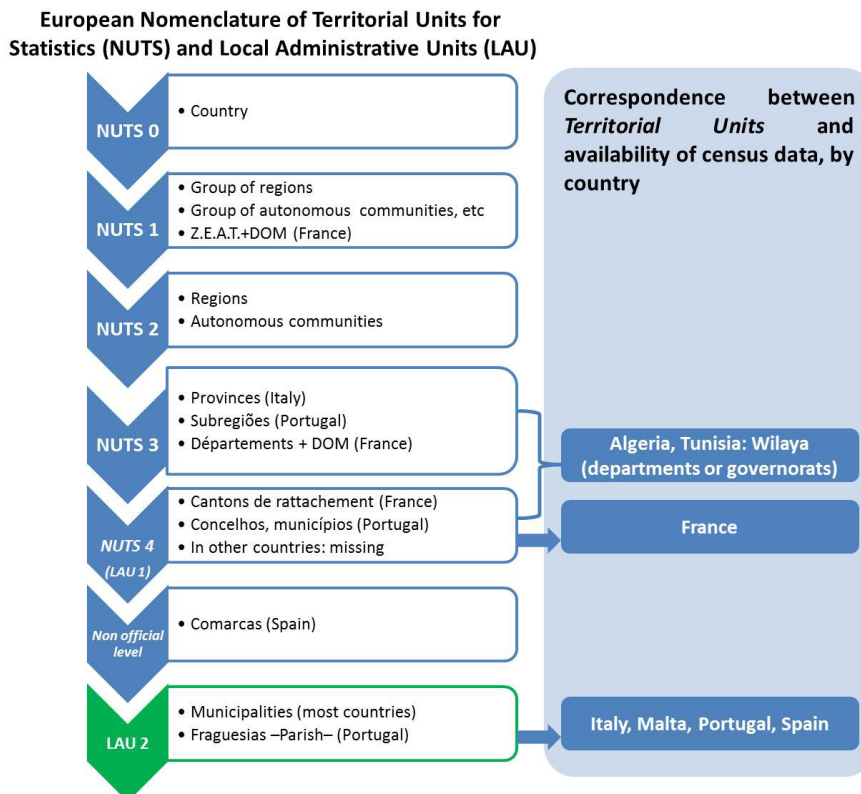 European Nomenclature of Territorial Units for
Statistics (NUTS) and Local Administrative Units (LAU)
NUTS 0
• Country
NUTS 1
• Group of regions
• Group of autonomous communities, etc
• Z.E.A.T.+DOM (France)
NUTS 2
• Regions
• Autonomous communities
NUTS 3
• Provinces (Italy)
• Subregiões (Portugal)
• Départements + DOM (France)
NUTS 4
(LAU 1)
• Cantons de rattachement (France)
• Concelhos, municípios (Portugal)
• In other countries: missing
Non official
level
• Comarcas (Spain)
LAU 2
• Municipalities (most countries)
• Fraguesias –Parish– (Portugal)
Correspondence between
Territorial Units and
availability of census data, by
country
Algeria, Tunisia: Wilaya
(departments or governorats)
France
Italy, Malta, Portugal, Spain